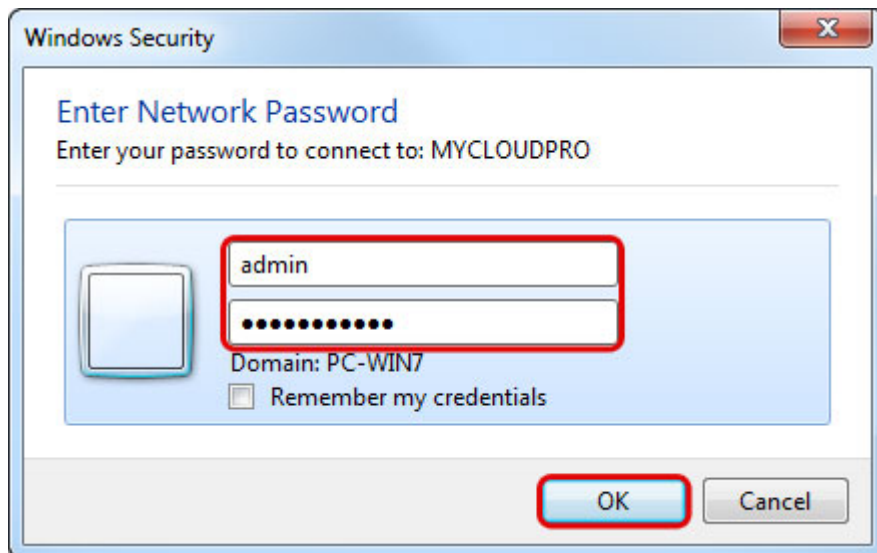 Windows Security
Enter Network Password
Enter your password to connect to: MYCLOUDPRO
admin
●●●●●●●●●●●
Domain: PC-WIN7
Remember my credentials
OK
Cancel